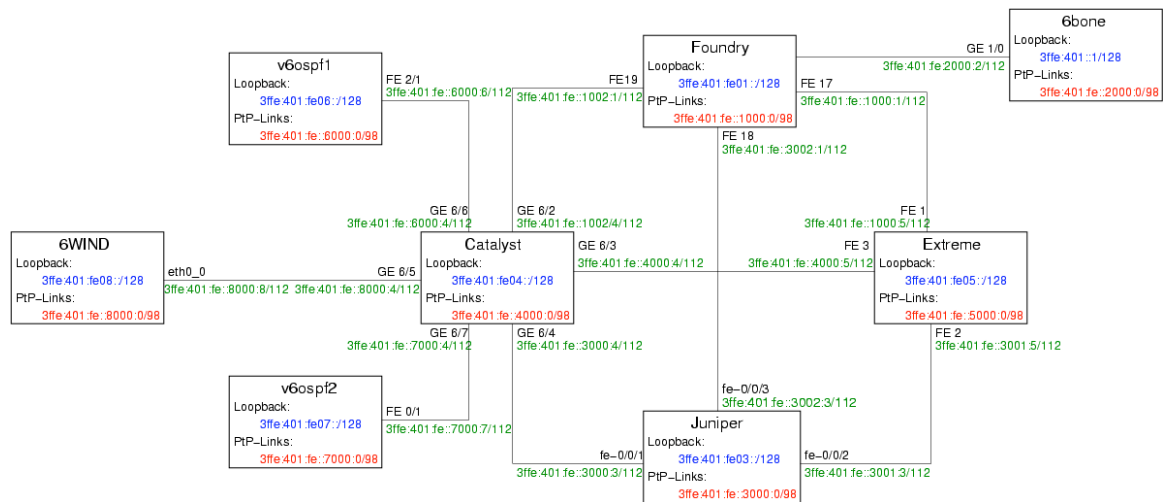 6bone
Loopback:
3ffe:401::1/128
PtP-Links:
3ffe:401:fe::2000:0/98
GE 1/0
3ffe:401:fe:2000:2/112
Foundry
Loopback:
3ffe:401:fe01::/128
PtP-Links:
3ffe:401:fe::1000:0/98
FE19
3ffe:401:fe::1002:1/112
FE 17
3ffe:401:fe::1000:1/112
FE 18
3ffe:401:fe::3002:1/112
v6ospf1
Loopback:
3ffe:401:fe06::/128
PtP-Links:
3ffe:401:fe::6000:0/98
FE 2/1
3ffe:401:fe::6000:6/112
GE 6/6
3ffe:401:fe::6000:4/112
GE 6/2
3ffe:401:fe::1002/4/112
FE 1
3ffe:401:fe::1000:5/112
6WIND
Loopback:
3ffe:401:fe08::/128
PtP-Links:
3ffe:401:fe::8000:0/98
eth0_0
3ffe:401:fe::8000:8/112
GE 6/5
3ffe:401:fe::8000:4/112
Catalyst
Loopback:
3ffe:401:fe04::/128
PtP-Links:
3ffe:401:fe::4000:0/98
GE 6/3
3ffe:401:fe::4000:4/112
FE 3
3ffe:401:fe::4000:5/112
Extreme
Loopback:
3ffe:401:fe05::/128
PtP-Links:
3ffe:401:fe::5000:0/98
GE 6/7
3ffe:401:fe::7000:4/112
GE 6/4
3ffe:401:fe::3000:4/112
FE 2
3ffe:401:fe::3001:5/112
v6ospf2
Loopback:
3ffe:401:fe07::/128
PtP-Links:
3ffe:401:fe::7000:0/98
FE 0/1
3ffe:401:fe::7000:7/112
fe-0/0/3
3ffe:401:fe::3002:3/112
Juniper
Loopback:
3ffe:401:fe03::/128
PtP-Links:
3ffe:401:fe::3000:0/98
fe-0/0/1
3ffe:401:fe::3000:3/112
fe-0/0/2
3ffe:401:fe::3001:3/112